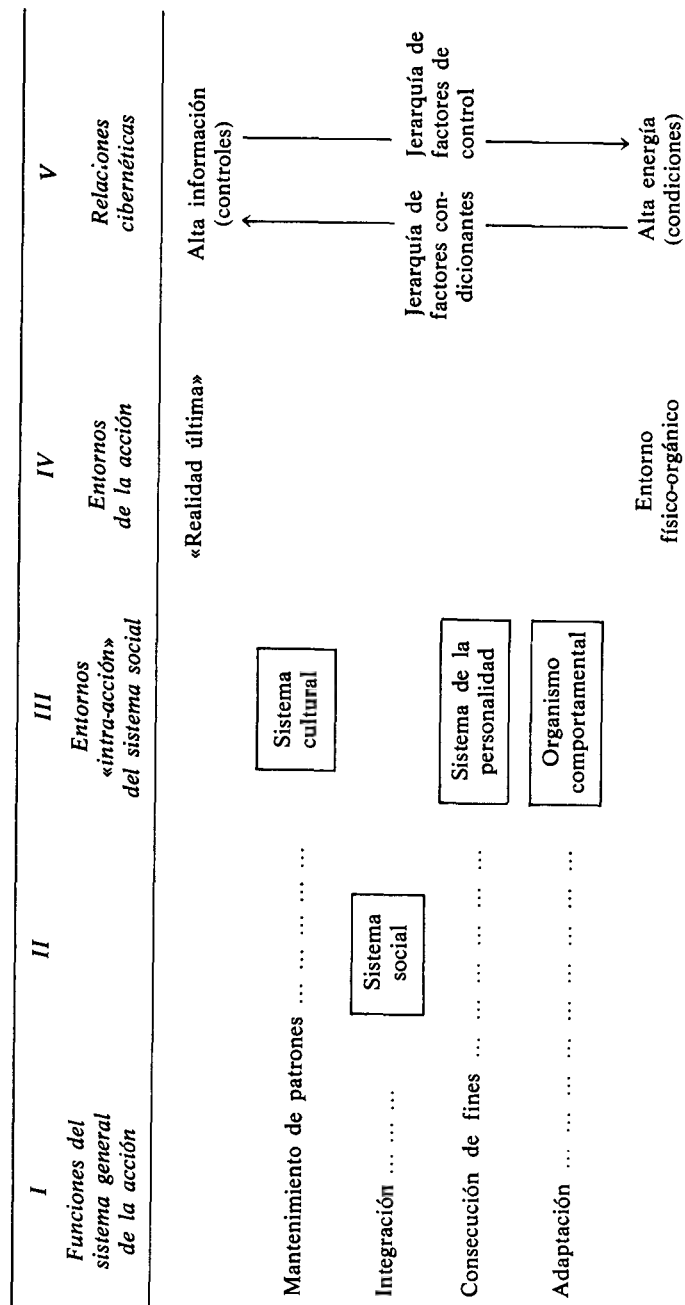 I
Funciones del
sistema general
de la acción
II
III
Entornos
«intra-acción»
del sistema social
IV
Entornos
de la acción
V
Relaciones
cibernéticas
«Realidad última»
Alta información
(controles)
Mantenimiento de patrones ... ... ... ... ... ...
Sistema
cultural
Integración ... ... ...
Sistema
social
Jerarquía de
factores con-
dicionantes
Jerarquía de
factores de
control
Consecución de fines ... ... ... ... ... ... ... ...
Sistema de la
personalidad
Adaptación ... ... ... ... ... ... ... ... ... ... ...
Organismo
comportamental
Entorno
físico-orgánico
Alta energía
(condiciones)